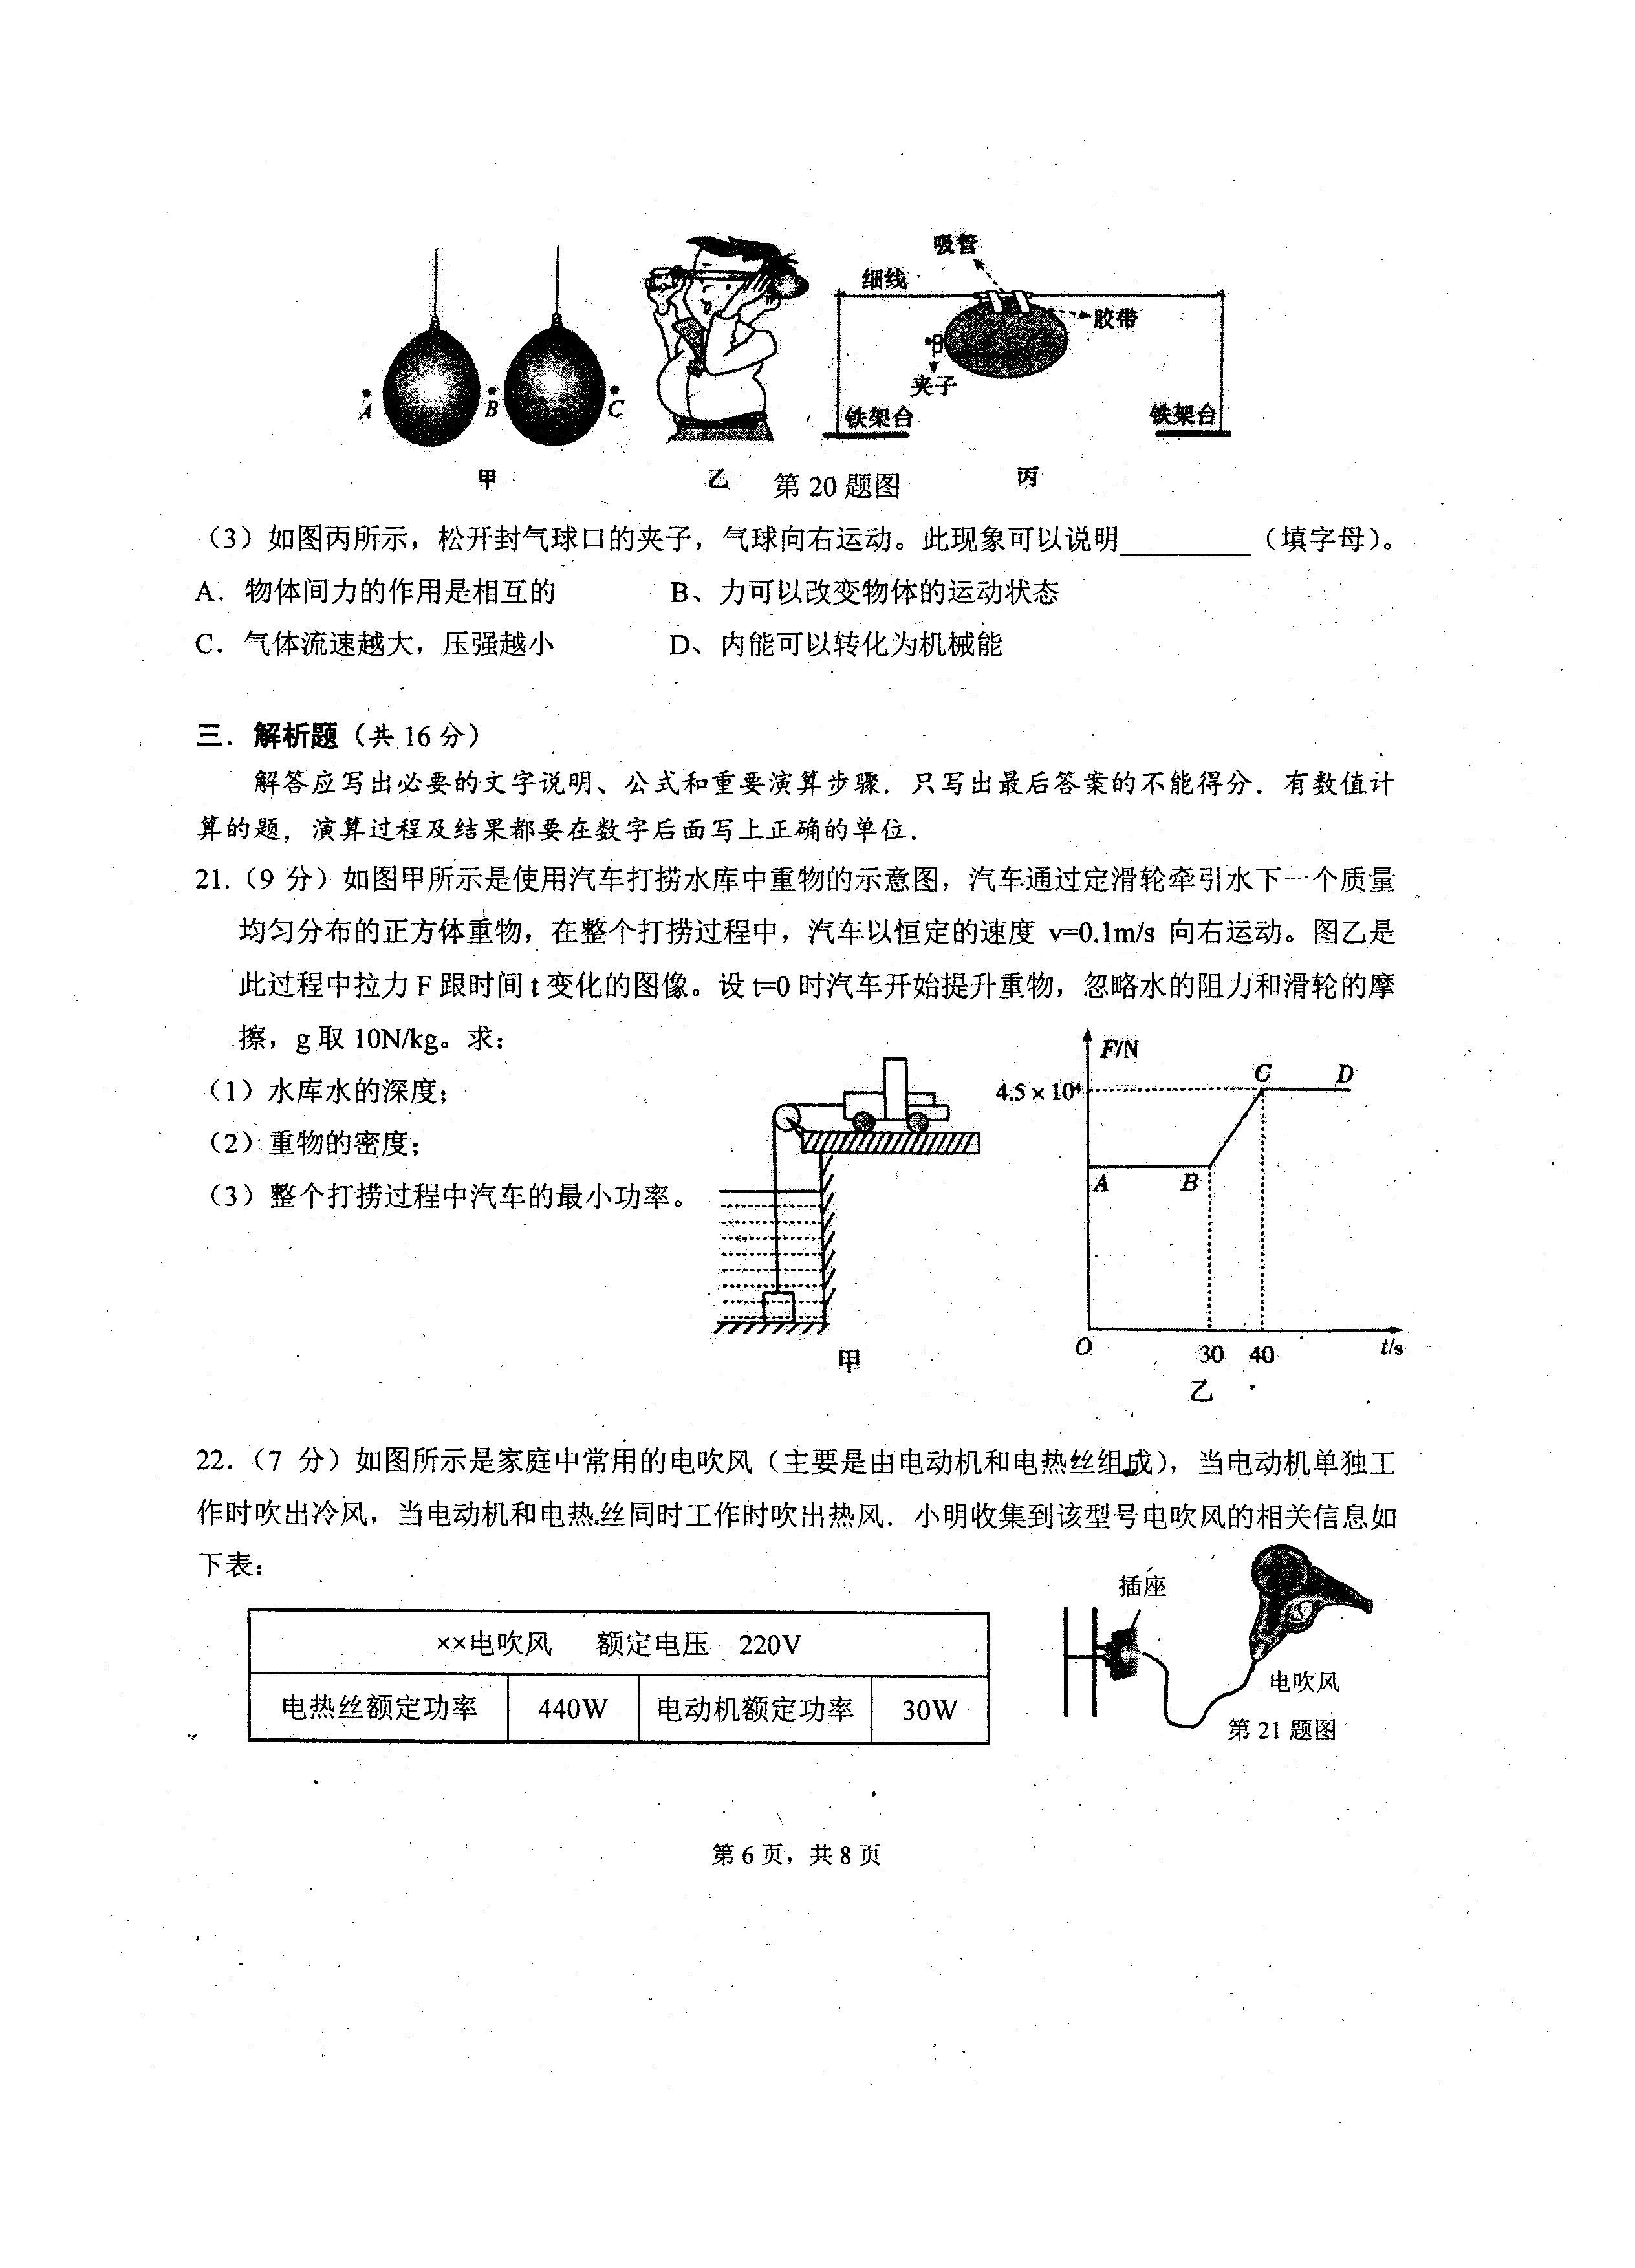 吸管
细线
胶带
夹子
铁架台
铁架台
A
B
C
甲
乙
第20题图
丙
（3）如图丙所示，松开封气球口的夹子，气球向右运动。此现象可以说明_________（填字母）。
A．物体间力的作用是相互的 B、力可以改变物体的运动状态
C．气体流速越大，压强越小 D、内能可以转化为机械能
三．解析题（共16分）
解答应写出必要的文字说明、公式和重要演算步骤．只写出最后答案的不能得分．有数值计
算的题，演算过程及结果都要在数字后面写上正确的单位．
21.（9 分）如图甲所示是使用汽车打捞水库中重物的示意图，汽车通过定滑轮牵引水下一个质量
均匀分布的正方体重物，在整个打捞过程中，汽车以恒定的速度 v=0.1m/s 向右运动。图乙是
此过程中拉力 F 跟时间 t 变化的图像。设 t=0 时汽车开始提升重物，忽略水的阻力和滑轮的摩
擦，g 取 10N/kg。求：
（1）水库水的深度；
（2）重物的密度；
（3）整个打捞过程中汽车的最小功率。
甲
F/N
4.5×10⁴
C
D
A
B
O
30
40
t/s
乙
22.（7 分）如图所示是家庭中常用的电吹风（主要是由电动机和电热丝组成），当电动机单独工
作时吹出冷风，当电动机和电热丝同时工作时吹出热风．小明收集到该型号电吹风的相关信息如
下表：
××电吹风 额定电压 220V
电热丝额定功率 440W 电动机额定功率 30W
插座
S
电吹风
第21题图
第6页，共8页